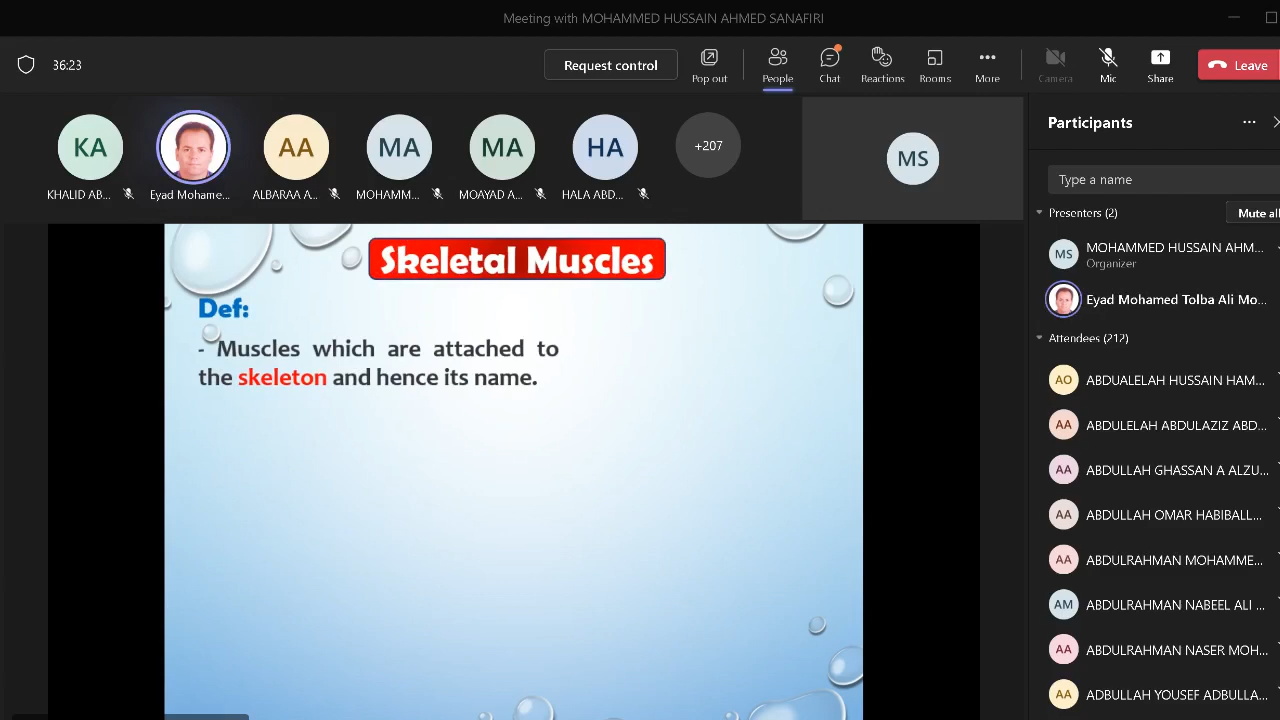 Meeting with MOHAMMED HUSSAIN AHMED SANAFIRI
36:23
Request control
Pop out
People
Chat
Reactions
Rooms
More
Camera
Mic
Share
Leave
KA
AA
MA
MA
HA
+207
MS
KHALID AB...
Eyad Mohame...
ALBARAA A...
MOHAMM...
MOAYAD A...
HALA ABD...
Participants
Type a name
Presenters (2)
Mute all
MS
MOHAMMED HUSSAIN AHM...
Organizer
Eyad Mohamed Tolba Ali Mo...
Attendees (212)
AO
ABDUALELAH HUSSAIN HAM...
AA
ABDULELAH ABDULAZIZ ABD...
AA
ABDULLAH GHASSAN A ALZU...
AA
ABDULLAH OMAR HABIBALL...
AA
ABDULRAHMAN MOHAMME...
AM
ABDULRAHMAN NABEEL ALI ...
AA
ABDULRAHMAN NASER MOH...
AA
ADBULLAH YOUSEF ADBULLA...
Skeletal Muscles
Def:
- Muscles which are attached to
the skeleton and hence its name.